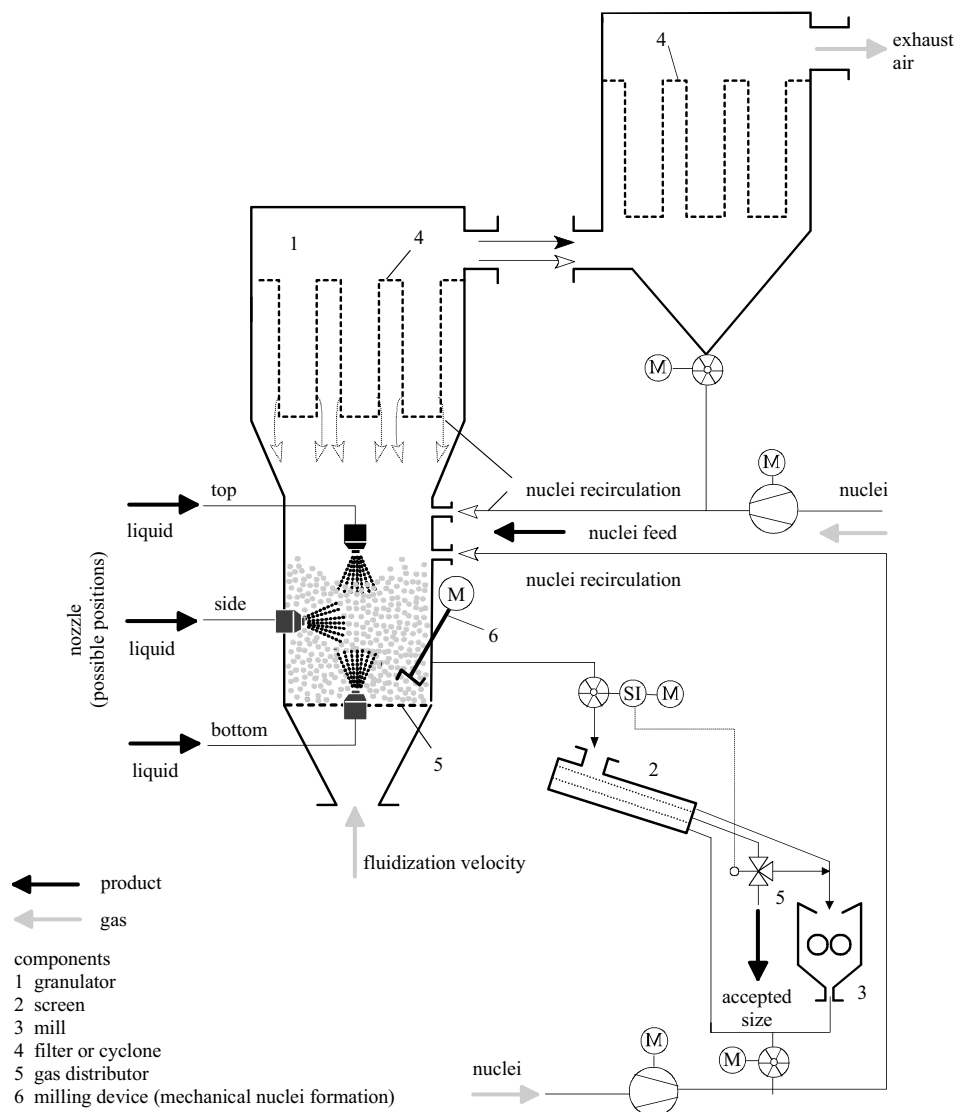 4
exhaust
air
1
4
M
M
nuclei recirculation
nuclei
top
liquid
nuclei feed
nuclei recirculation
M
nozzle
(possible positions)
side
liquid
6
SI
M
bottom
liquid
5
2
fluidization velocity
product
gas
5
components
1 granulator
2 screen
3 mill
4 filter or cyclone
5 gas distributor
6 milling device (mechanical nuclei formation)
accepted
size
3
M
M
nuclei